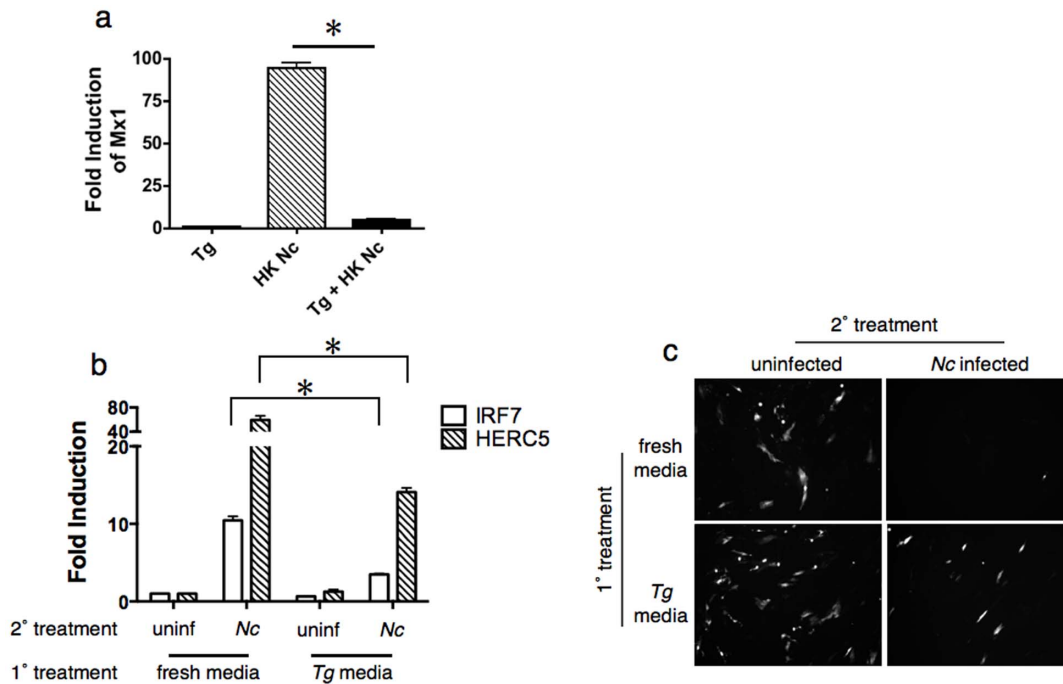 a
*
Fold Induction
of Mx1
100
75
50
25
0
Tg
HK Nc
Tg + HK Nc
b
*
*
IRF7
HERC5
Fold Induction
80
40
20
10
0
2° treatment uninf Nc uninf Nc
1° treatment fresh media Tg media
c
2° treatment
uninfected Nc infected
1° treatment
fresh
media
Tg
media